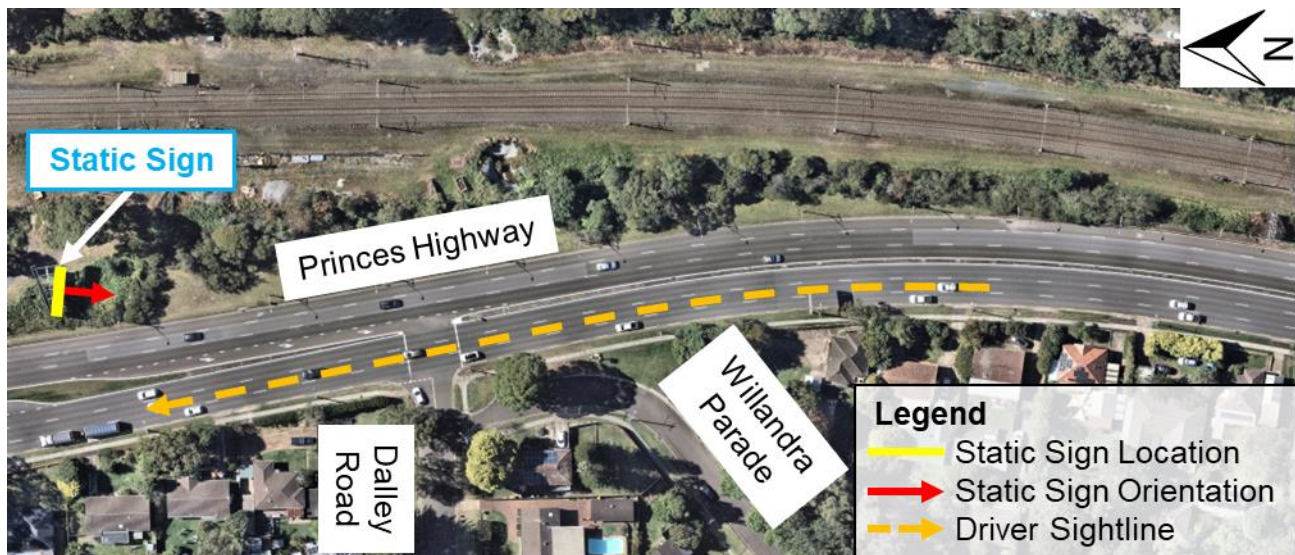 N
Static Sign
Princes Highway
Willandra
Parade
Dalley
Road
Legend
Static Sign Location
Static Sign Orientation
Driver Sightline